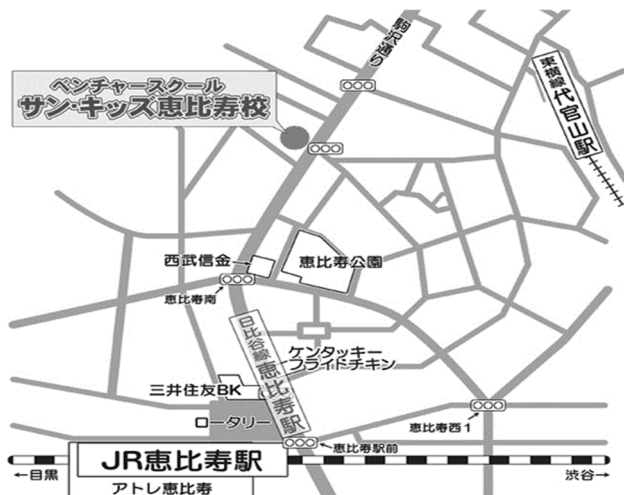 駒沢通り
ベンチャースクール
サン・キッズ恵比寿校
東横線 代官山駅
西武信金
恵比寿公園
恵比寿南
日比谷線 恵比寿駅
ケンタッキー
フライドチキン
三井住友BK
ロータリー
恵比寿西1
恵比寿駅前
JR恵比寿駅
←目黒
渋谷→
アトレ恵比寿